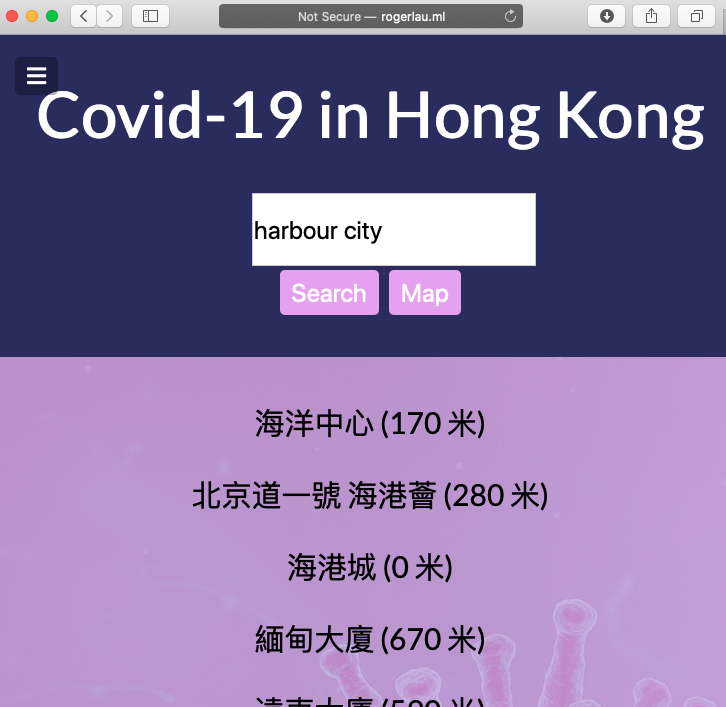 Not Secure — rogerlau.ml
Covid-19 in Hong Kong
harbour city
Search Map
海洋中心 (170 米)
北京道一號 海港薈 (280 米)
海港城 (0 米)
緬甸大廈 (670 米)